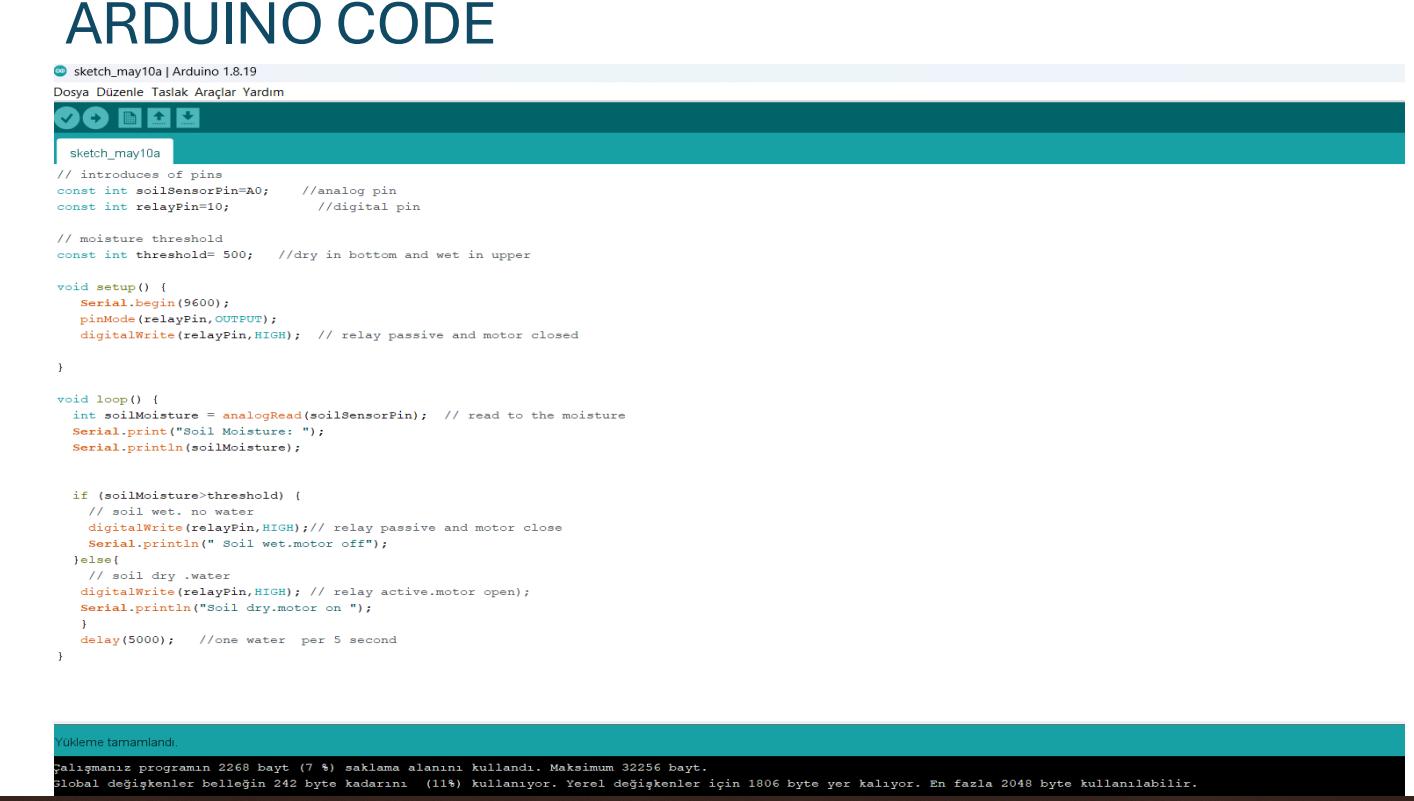 ARDUINO CODE
sketch_may10a | Arduino 1.8.19
Dosya Düzenle Taslak Araçlar Yardım
sketch_may10a
// introduces of pins
const int soilSensorPin=A0;    //analog pin
const int relayPin=10;           //digital pin
// moisture threshold
const int threshold= 500;   //dry in bottom and wet in upper
void setup() {
   Serial.begin(9600);
   pinMode(relayPin,OUTPUT);
   digitalWrite(relayPin,HIGH);  // relay passive and motor closed
}
void loop() {
  int soilMoisture = analogRead(soilSensorPin);  // read to the moisture
  Serial.print("Soil Moisture: ");
  Serial.println(soilMoisture);
  if (soilMoisture>threshold) {
    // soil wet. no water
    digitalWrite(relayPin,HIGH);// relay passive and motor close
    Serial.println(" Soil wet.motor off");
  }else{
    // soil dry .water
   digitalWrite(relayPin,HIGH); // relay active.motor open);
   Serial.println("Soil dry.motor on ");
   }
   delay(5000);   //one water  per 5 second
}
Yükleme tamamlandı.
Çalışmanız programın 2268 bayt (7 %) saklama alanını kullandı. Maksimum 32256 bayt.
Global değişkenler belleğin 242 byte kadarını  (11%) kullanıyor. Yerel değişkenler için 1806 byte yer kalıyor. En fazla 2048 byte kullanılabilir.